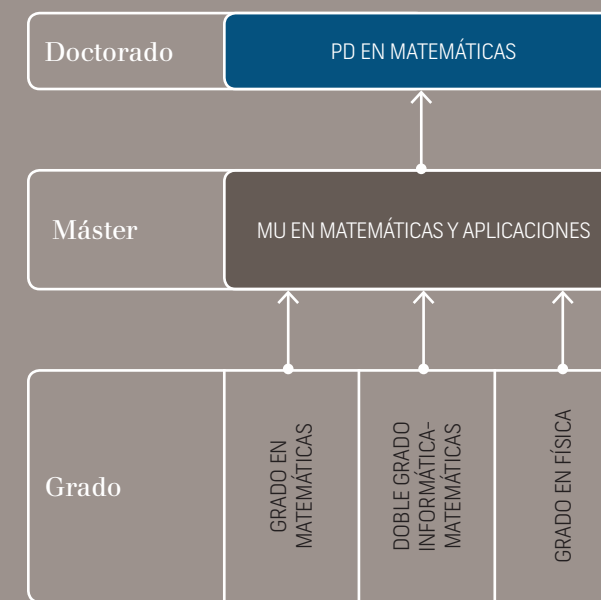 Doctorado
PD EN MATEMÁTICAS
Máster
MU EN MATEMÁTICAS Y APLICACIONES
Grado
GRADO EN
MATEMÁTICAS
DOBLE GRADO
INFORMÁTICA-
MATEMÁTICAS
GRADO EN FÍSICA